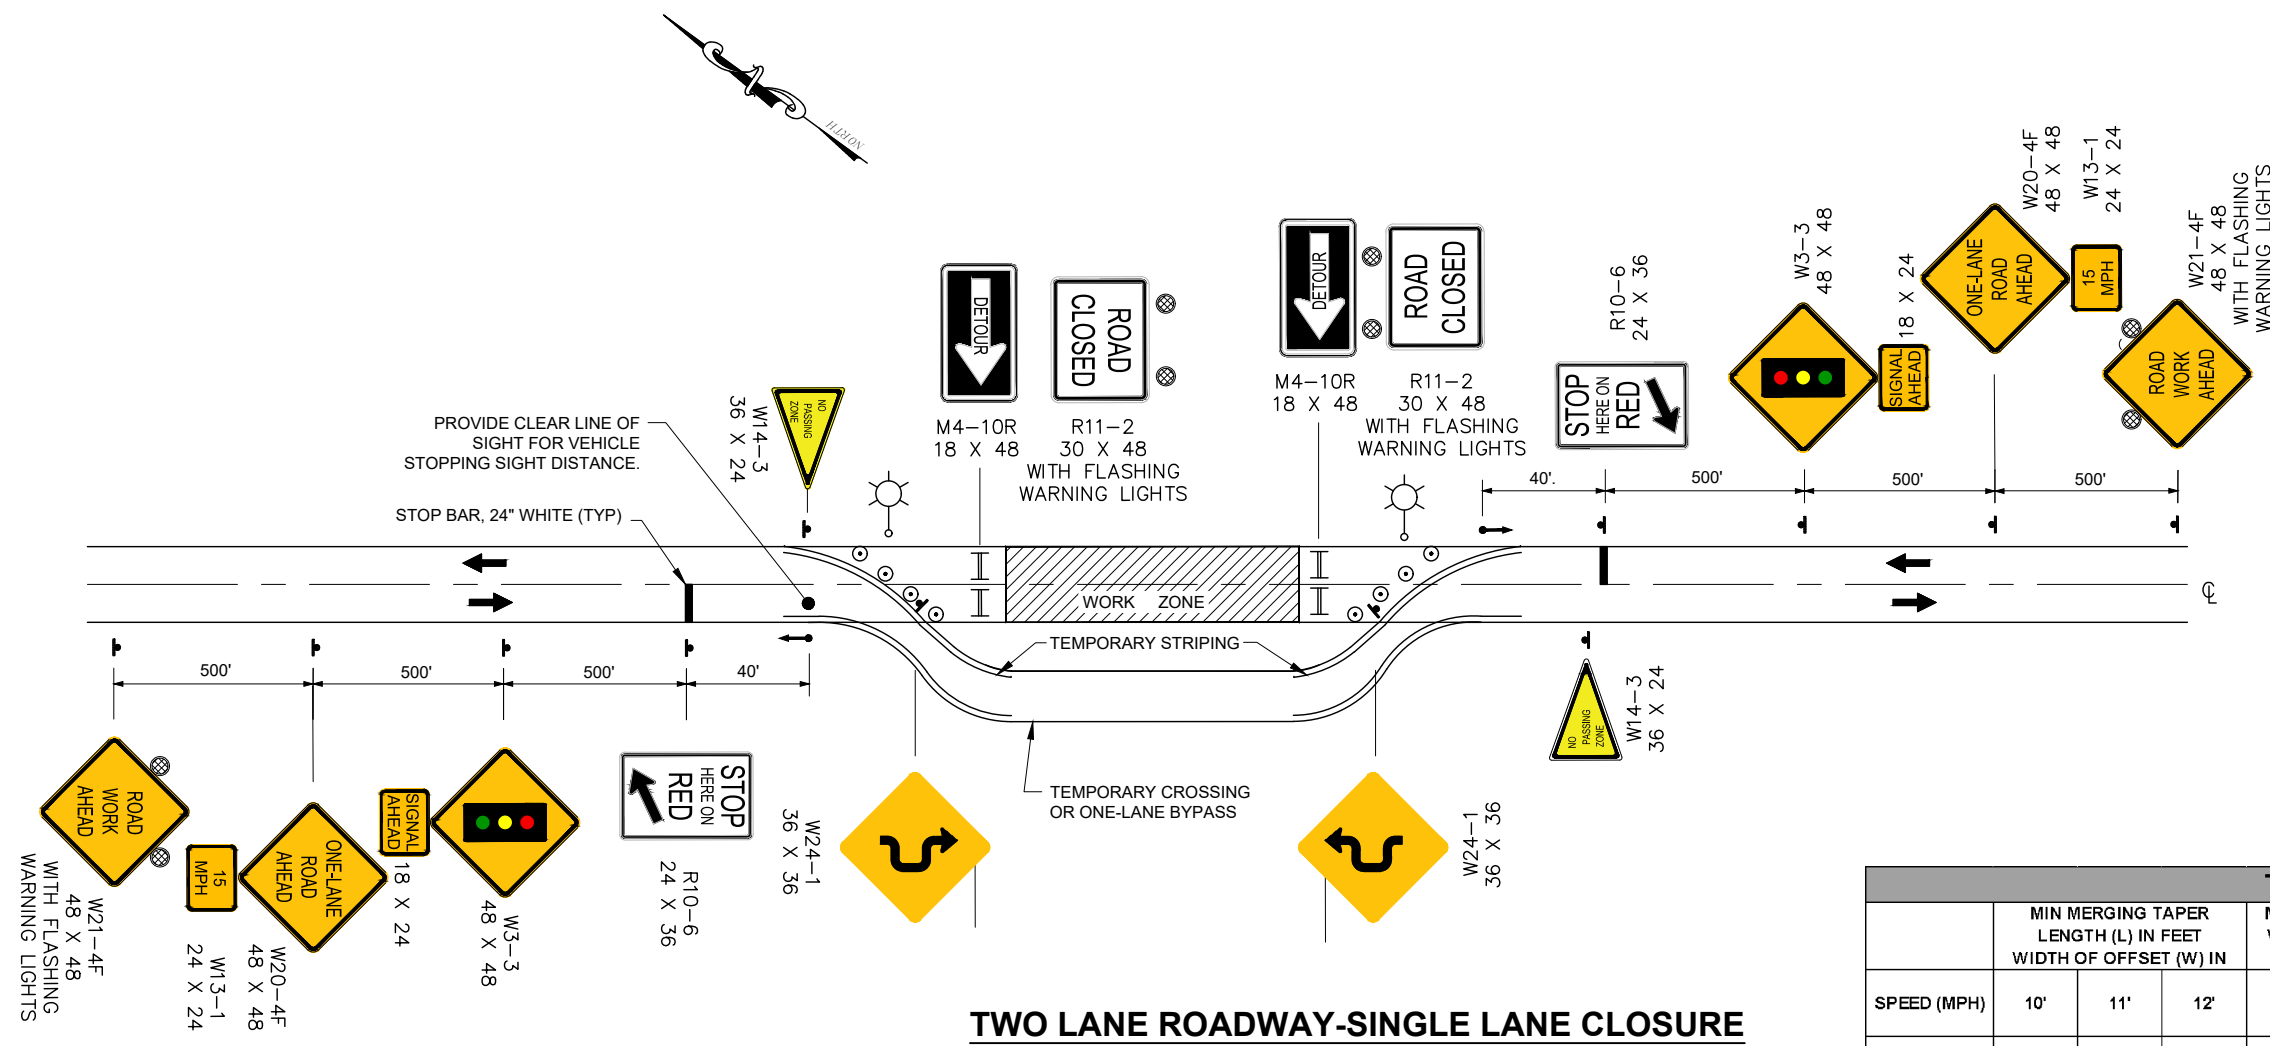 NORTH
W20-4F
48 X 48
W13-1
24 X 24
W21-4F
48 X 48
WITH FLASHING
WARNING LIGHTS
ONE-LANE
ROAD
AHEAD
15
MPH
ROAD
WORK
AHEAD
W3-3
48 X 48
18 X 24
SIGNAL
AHEAD
R10-6
24 X 36
STOP
HERE ON
RED
DETOUR
ROAD
CLOSED
M4-10R
18 X 48
R11-2
30 X 48
WITH FLASHING
WARNING LIGHTS
DETOUR
ROAD
CLOSED
M4-10R
18 X 48
R11-2
30 X 48
WITH FLASHING
WARNING LIGHTS
W14-3
36 X 24
NO
PASSING
ZONE
PROVIDE CLEAR LINE OF
SIGHT FOR VEHICLE
STOPPING SIGHT DISTANCE.
STOP BAR, 24" WHITE (TYP)
40'.
500'
500'
500'
WORK ZONE
℄
TEMPORARY STRIPING
500'
500'
500'
40'
W14-3
36 X 24
NO
PASSING
ZONE
TEMPORARY CROSSING
OR ONE-LANE BYPASS
ROAD
WORK
AHEAD
W21-4F
48 X 48
WITH FLASHING
WARNING LIGHTS
15
MPH
W13-1
24 X 24
ONE-LANE
ROAD
AHEAD
W20-4F
48 X 48
SIGNAL
AHEAD
18 X 24
W3-3
48 X 48
STOP
HERE ON
RED
R10-6
24 X 36
W24-1
36 X 36
W24-1
36 X 36
TWO LANE ROADWAY-SINGLE LANE CLOSURE
MIN MERGING TAPER
LENGTH (L) IN FEET
WIDTH OF OFFSET (W) IN
SPEED (MPH) 10' 11' 12'